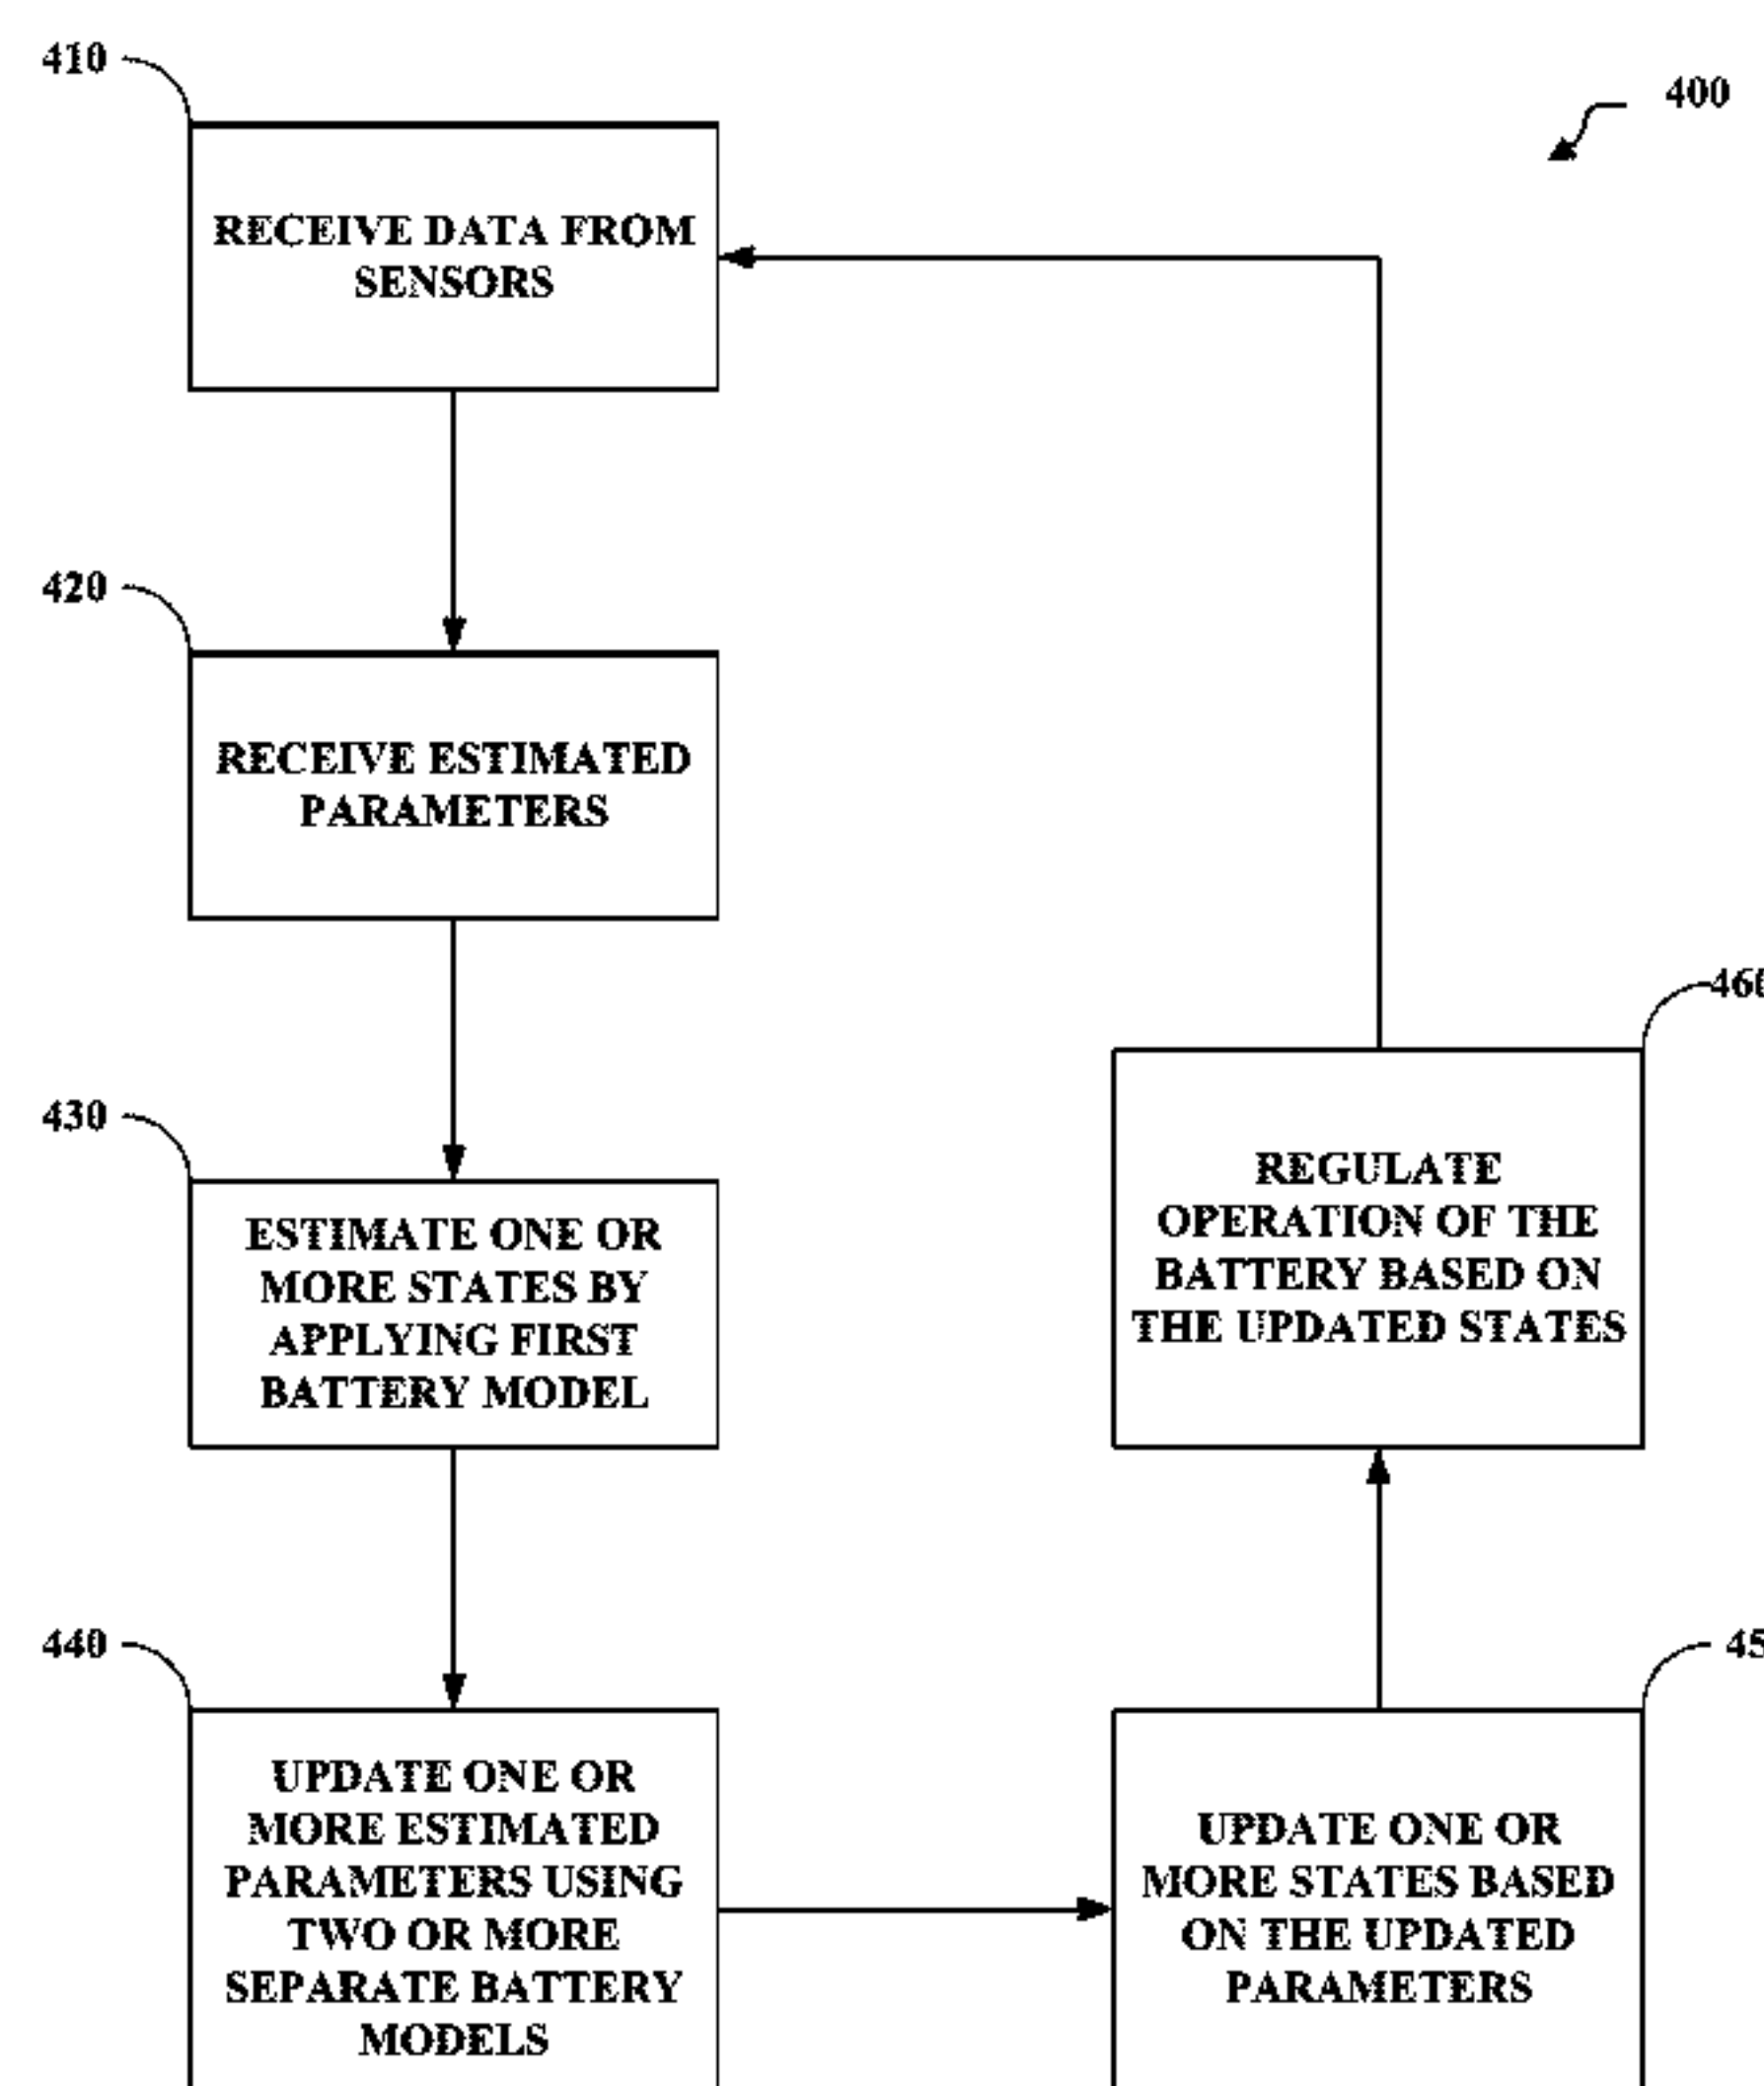 410
400
RECEIVE DATA FROM
SENSORS
420
RECEIVE ESTIMATED
PARAMETERS
430
ESTIMATE ONE OR
MORE STATES BY
APPLYING FIRST
BATTERY MODEL
440
UPDATE ONE OR
MORE ESTIMATED
PARAMETERS USING
TWO OR MORE
SEPARATE BATTERY
MODELS
45
UPDATE ONE OR
MORE STATES BASED
ON THE UPDATED
PARAMETERS
460
REGULATE
OPERATION OF THE
BATTERY BASED ON
THE UPDATED STATES